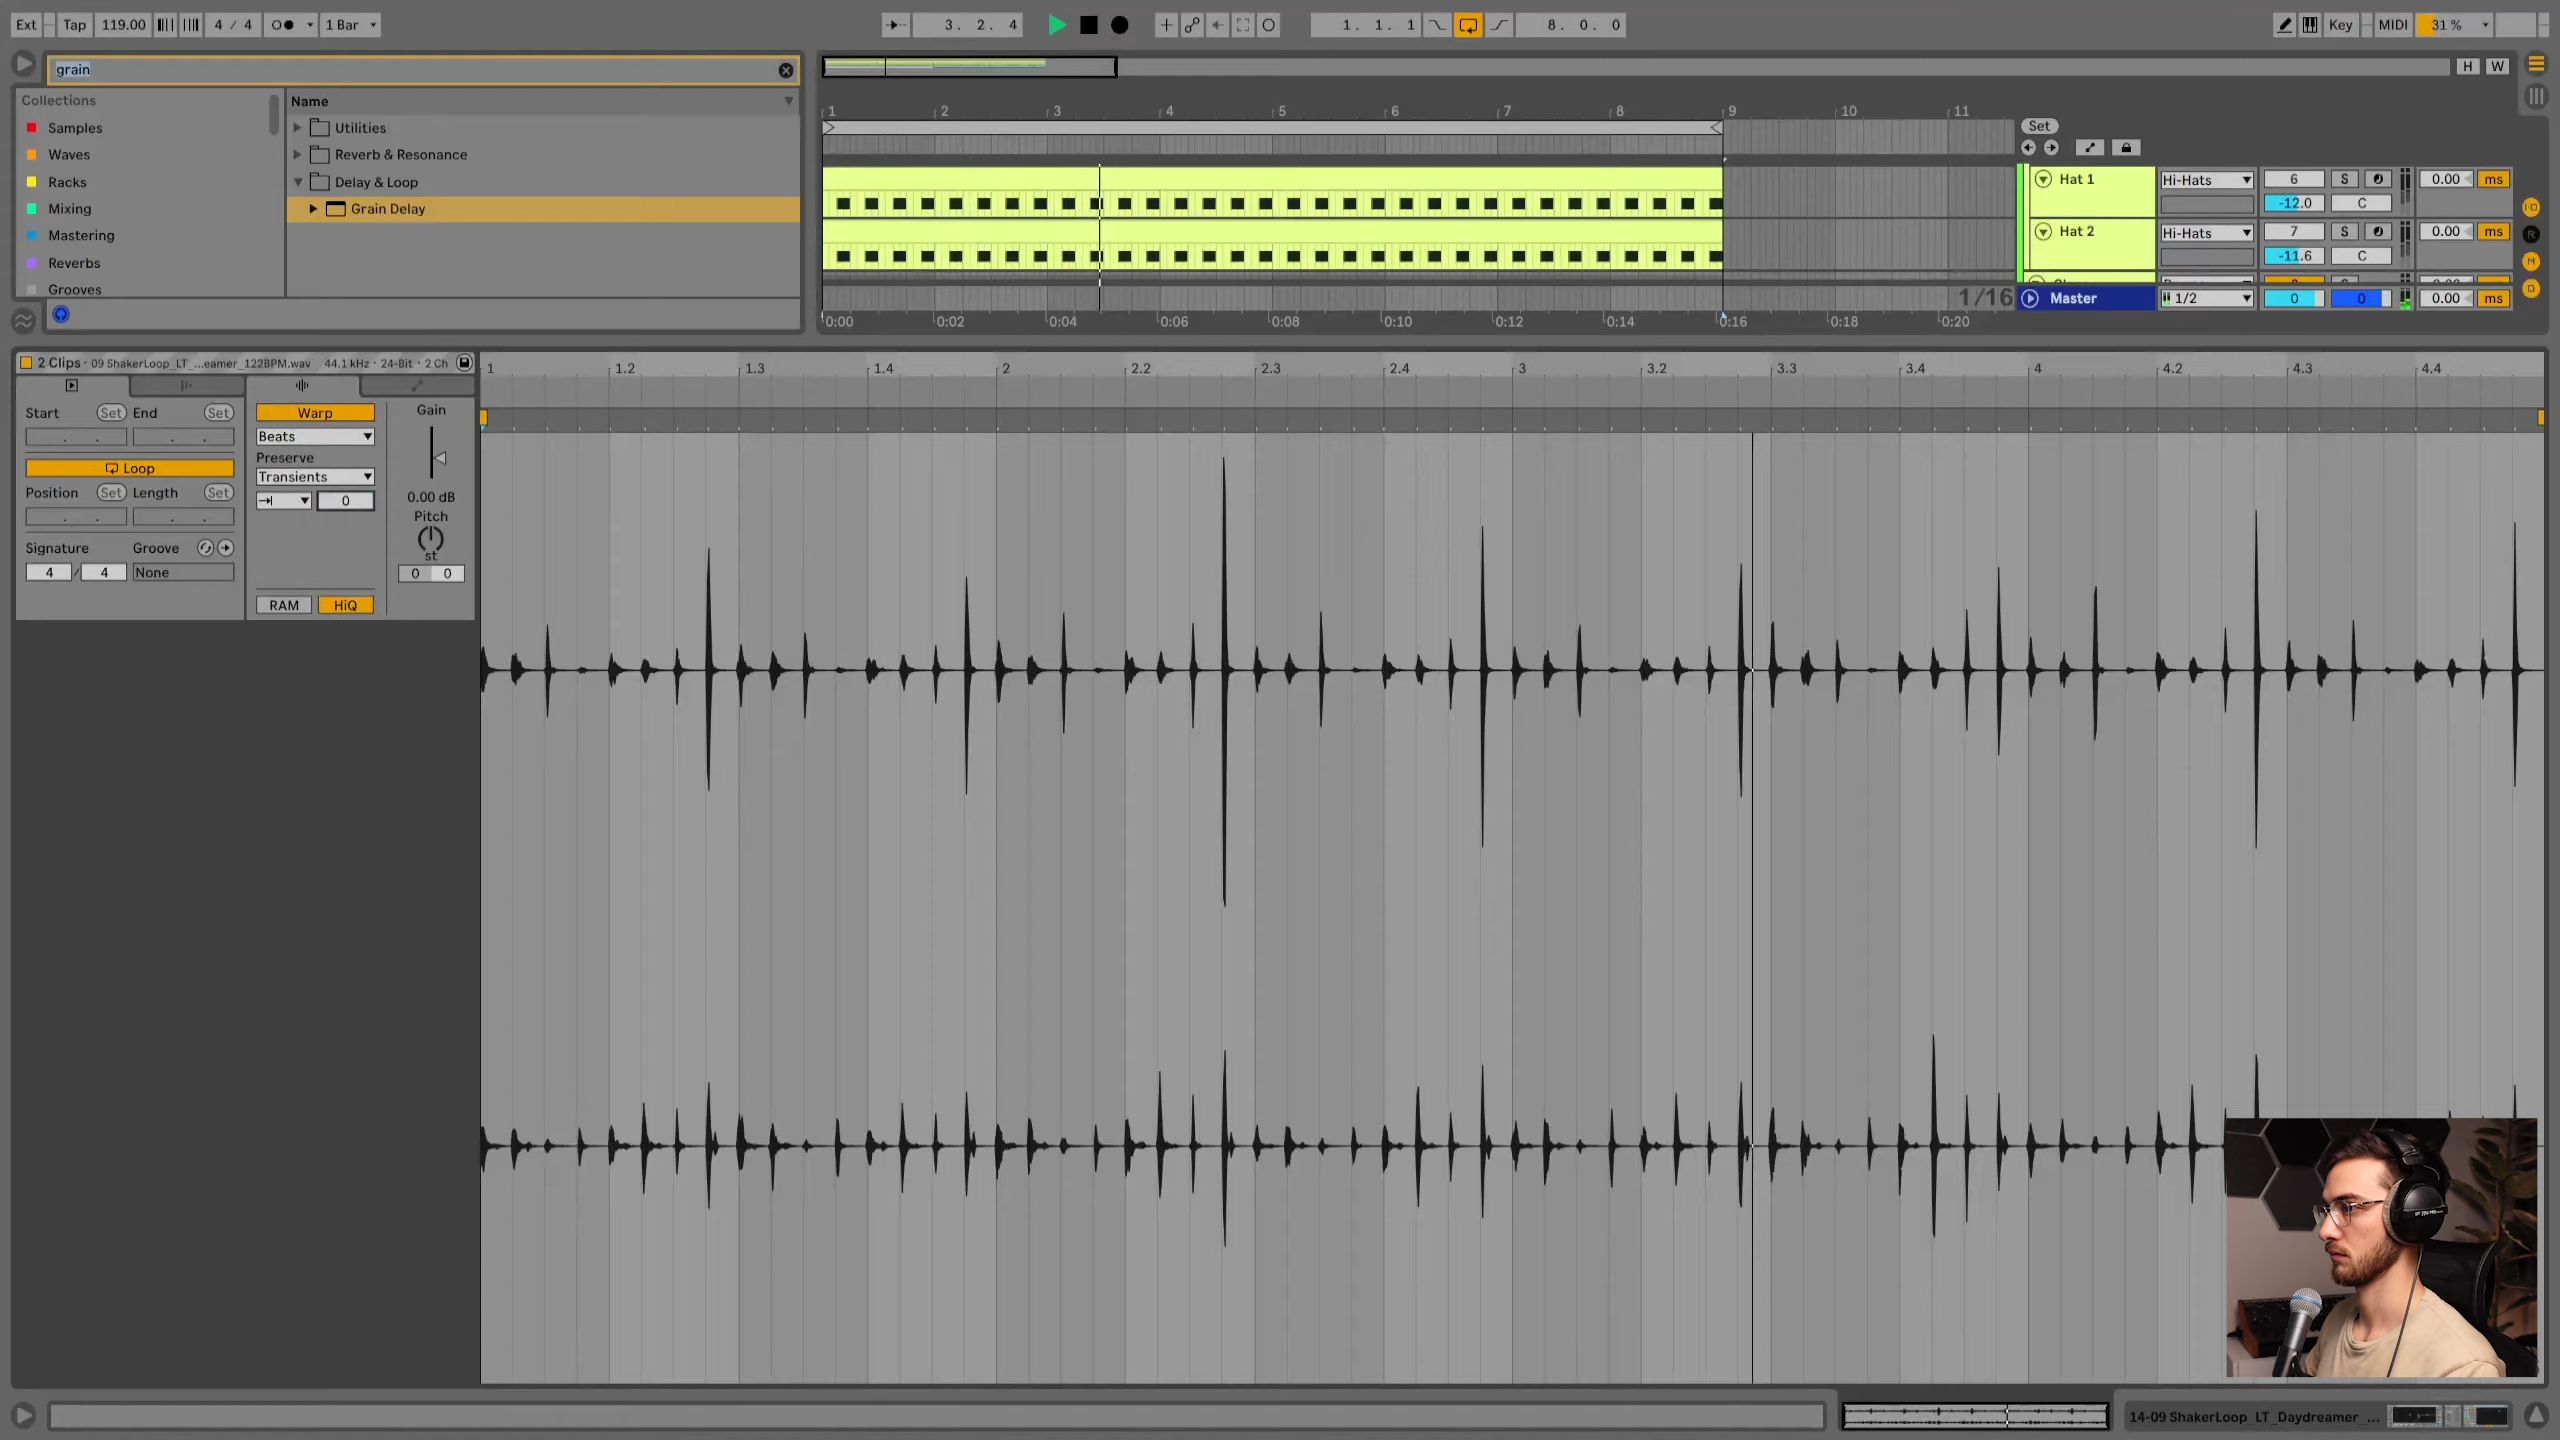 Ext Tap 119.00 4 / 4 1 Bar 3. 2. 4 1. 1. 1 8. 0. 0 Key MIDI 31 %
grain
H W
Collections
Name
Samples
Waves
Racks
Mixing
Mastering
Reverbs
Grooves
Utilities
Reverb & Resonance
Delay & Loop
Grain Delay
1 2 3 4 5 6 7 8 9 10 11
Set
Hat 1 Hi-Hats 6 S 0.00 ms
-12.0 C
Hat 2 Hi-Hats 7 S 0.00 ms
-11.6 C
1/16
Master 1/2 0 0 0.00 ms
0:00 0:02 0:04 0:06 0:08 0:10 0:12 0:14 0:16 0:18 0:20
I·O
R
M
D
2 Clips · 09 ShakerLoop_LT_...eamer_122BPM.wav 44.1 kHz · 24-Bit · 2 Ch
1 1.2 1.3 1.4 2 2.2 2.3 2.4 3 3.2 3.3 3.4 4 4.2 4.3 4.4
Start Set End Set
Loop
Position Set Length Set
Signature Groove
4 / 4 None
Warp
Beats
Preserve
Transients
0
RAM HiQ
Gain
0.00 dB
Pitch
st
0 0
14-09 ShakerLoop_LT_Daydreamer_...